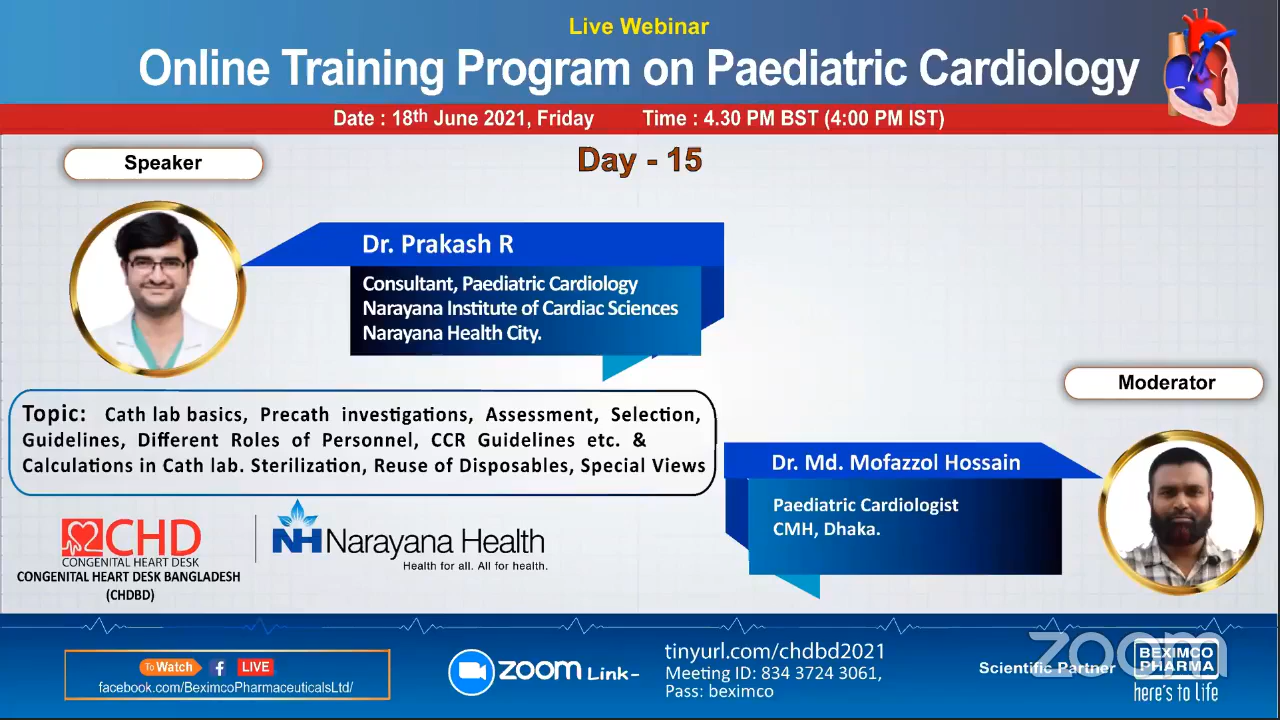 Live Webinar
Online Training Program on Paediatric Cardiology
Date : 18th June 2021, Friday Time : 4.30 PM BST (4:00 PM IST)
Day - 15
Speaker
Dr. Prakash R
Consultant, Paediatric Cardiology
Narayana Institute of Cardiac Sciences
Narayana Health City.
Moderator
Dr. Md. Mofazzol Hossain
Paediatric Cardiologist
CMH, Dhaka.
Topic: Cath lab basics, Precath investigations, Assessment, Selection,
Guidelines, Different Roles of Personnel, CCR Guidelines etc. &
Calculations in Cath lab. Sterilization, Reuse of Disposables, Special Views
CHD
CONGENITAL HEART DESK
CONGENITAL HEART DESK BANGLADESH
(CHDBD)
NH Narayana Health
Health for all. All for health.
To Watch f LIVE
facebook.com/BeximcoPharmaceuticalsLtd/
zoom Link-
tinyurl.com/chdbd2021
Meeting ID: 834 3724 3061,
Pass: beximco
Scientific Partner
BEXIMCO
PHARMA
here's to life
zoom